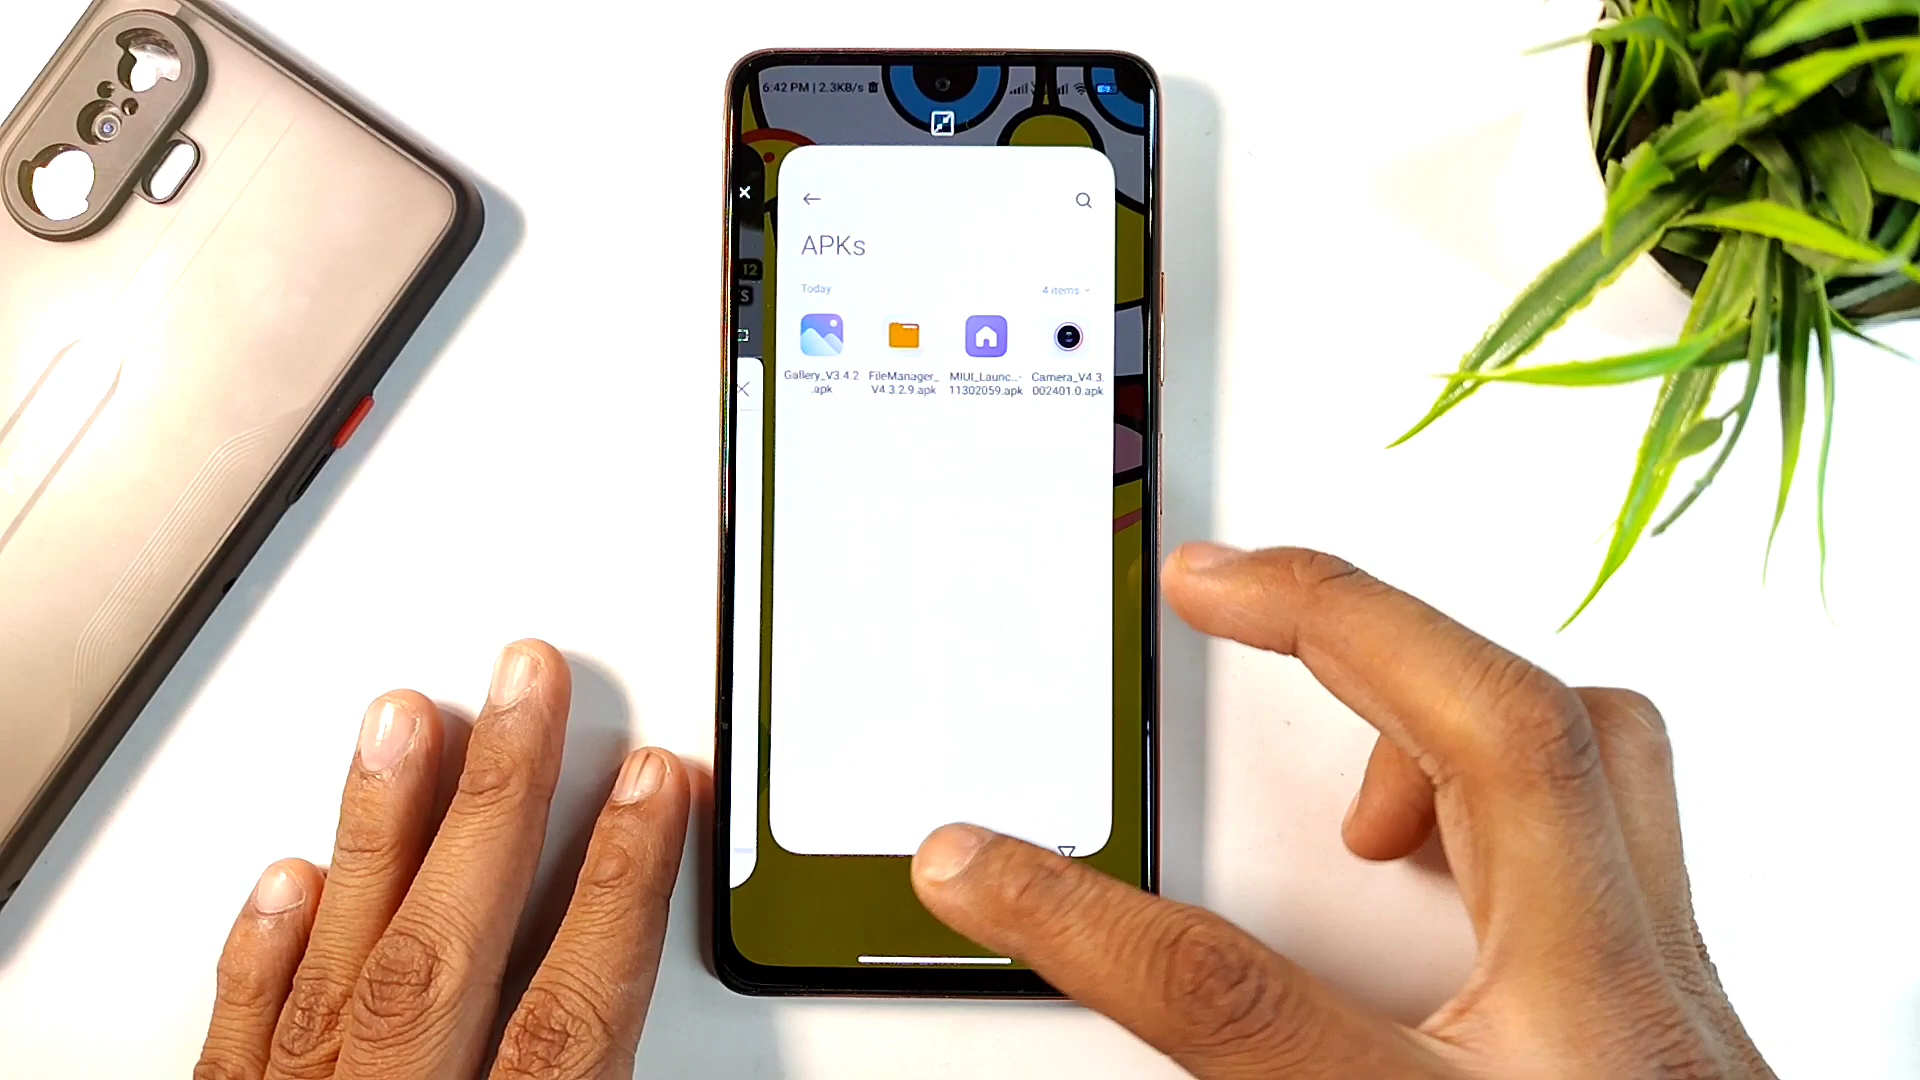 6:42 PM | 2.3KB/s
12
S
APKs
Today
4 items
Gallery_V3.4.2
.apk
FileManager_
V4.3.2.9.apk
MIUI_Launc...-
11302059.apk
Camera_V4.3.
002401.0.apk